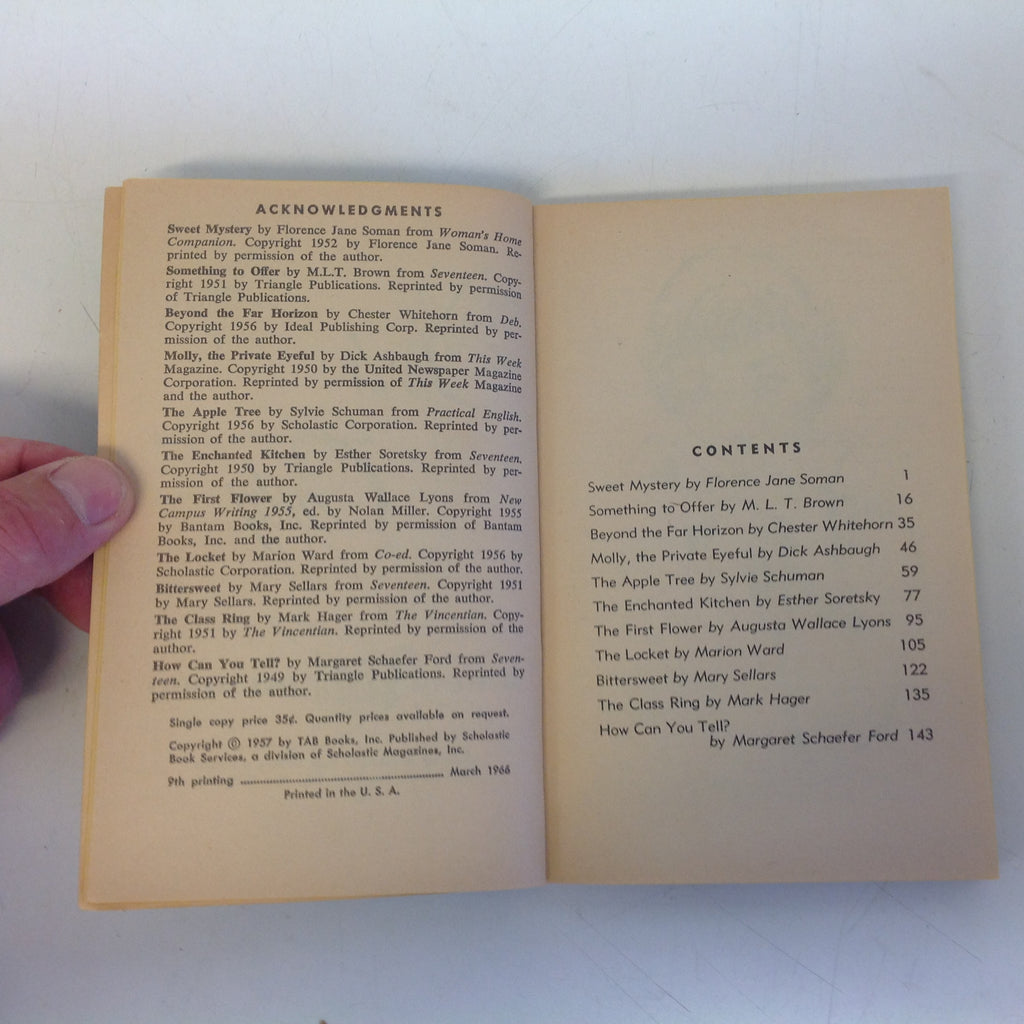 ACKNOWLEDGMENTS
Sweet Mystery by Florence Jane Soman from Woman's Home
Companion. Copyright 1952 by Florence Jane Soman. Re-
printed by permission of the author.
Something to Offer by M.L.T. Brown from Seventeen. Copy-
right 1951 by Triangle Publications. Reprinted by permission
of Triangle Publications.
Beyond the Far Horizon by Chester Whitehorn from Deb.
Copyright 1956 by Ideal Publishing Corp. Reprinted by per-
mission of the author.
Molly, the Private Eyeful by Dick Ashbaugh from This Week
Magazine. Copyright 1950 by the United Newspaper Magazine
Corporation. Reprinted by permission of This Week Magazine
and the author.
The Apple Tree by Sylvie Schuman from Practical English.
Copyright 1956 by Scholastic Corporation. Reprinted by per-
mission of the author.
The Enchanted Kitchen by Esther Soretsky from Seventeen.
Copyright 1950 by Triangle Publications. Reprinted by per-
mission of the author.
The First Flower by Augusta Wallace Lyons from New
Campus Writing 1955, ed. by Nolan Miller. Copyright 1955
by Bantam Books, Inc. Reprinted by permission of Bantam
Books, Inc. and the author.
The Locket by Marion Ward from Co-ed. Copyright 1956 by
Scholastic Corporation. Reprinted by permission of the author.
Bittersweet by Mary Sellars from Seventeen. Copyright 1951
by Mary Sellars. Reprinted by permission of the author.
The Class Ring by Mark Hager from The Vincentian. Copy-
right 1951 by The Vincentian. Reprinted by permission of the
author.
How Can You Tell? by Margaret Schaefer Ford from Seven-
teen. Copyright 1949 by Triangle Publications. Reprinted by
permission of the author.
Single copy price 35¢. Quantity prices available on request.
Copyright © 1957 by TAB Books, Inc. Published by Scholastic
Book Services, a division of Scholastic Magazines, Inc.
9th printing ........................................ March 1966
Printed in the U. S. A.
CONTENTS
Sweet Mystery by Florence Jane Soman 1
Something to Offer by M. L. T. Brown 16
Beyond the Far Horizon by Chester Whitehorn 35
Molly, the Private Eyeful by Dick Ashbaugh 46
The Apple Tree by Sylvie Schuman 59
The Enchanted Kitchen by Esther Soretsky 77
The First Flower by Augusta Wallace Lyons 95
The Locket by Marion Ward 105
Bittersweet by Mary Sellars 122
The Class Ring by Mark Hager 135
How Can You Tell?
by Margaret Schaefer Ford 143